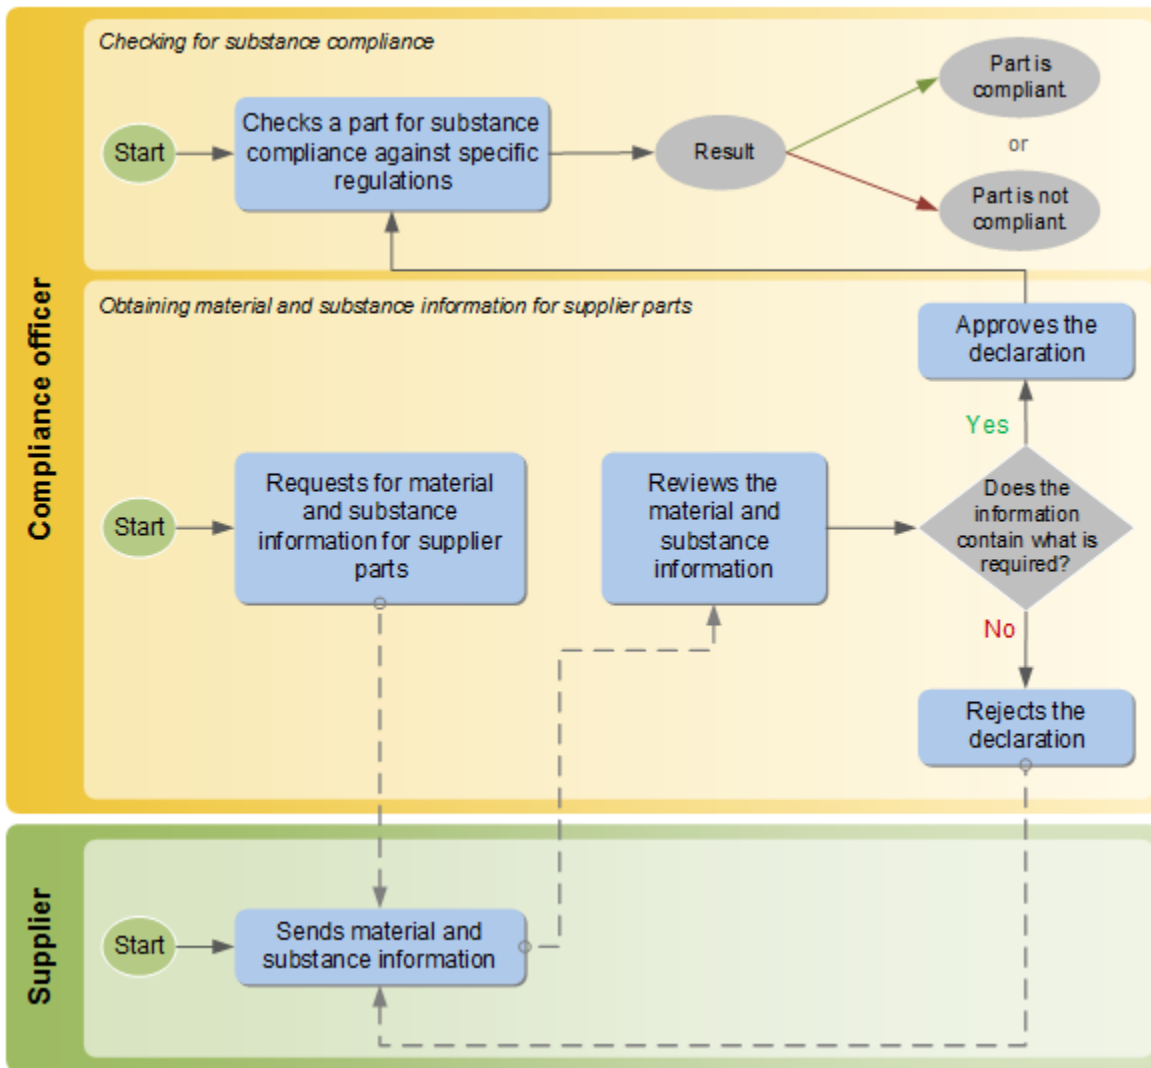 Compliance officer
Checking for substance compliance
Start
Checks a part for substance
compliance against specific
regulations
Result
Part is
compliant.
or
Part is not
compliant.
Obtaining material and substance information for supplier parts
Approves the
declaration
Yes
Start
Requests for material
and substance
information for supplier
parts
Reviews the
material and
substance
information
Does the
information
contain what is
required?
No
Rejects the
declaration
Supplier
Start
Sends material and
substance information